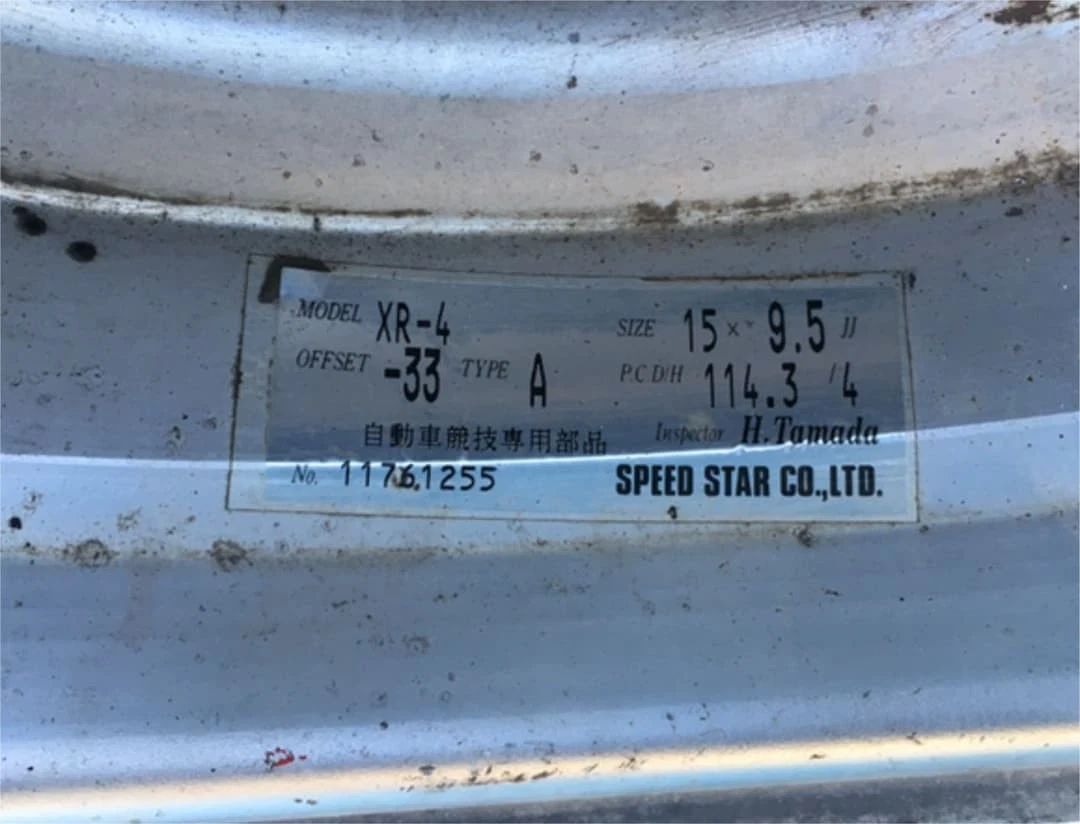 MODEL XR-4 SIZE 15 × 9.5 JJ
OFFSET -33 TYPE A P.C.D/H 114.3 / 4
自動車競技専用部品 Inspector H.Tamada
No. 11761255 SPEED STAR CO.,LTD.